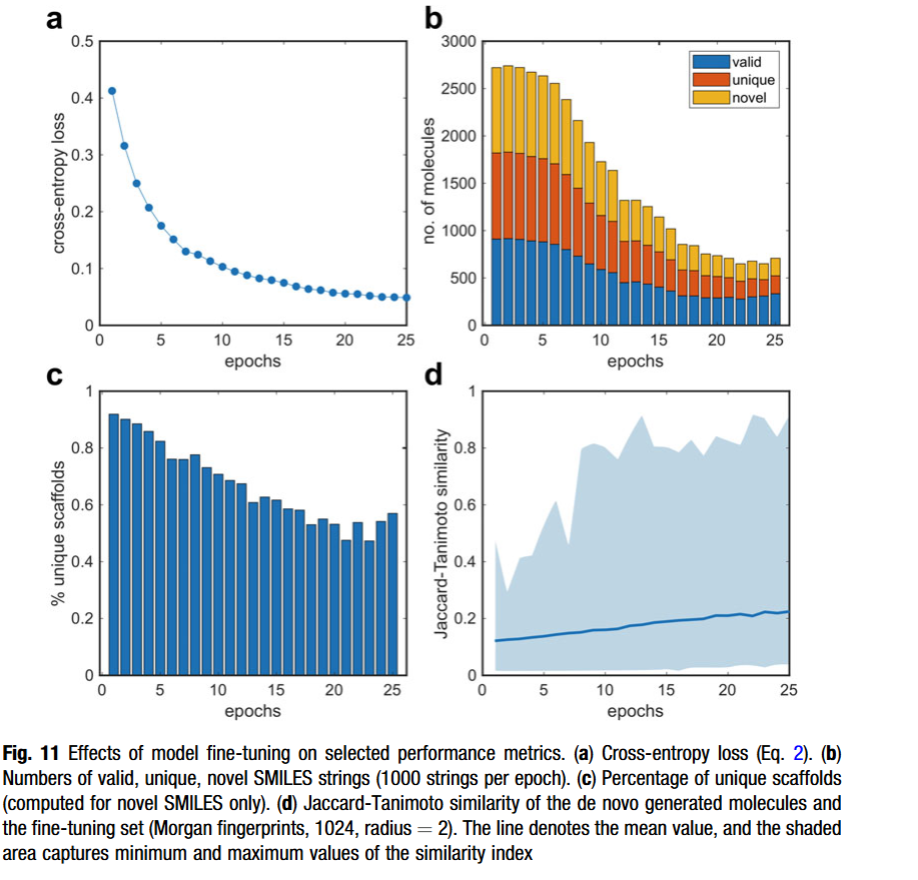 a
0.5
0.4
0.3
0.2
0.1
0
0 5 10 15 20 25
cross-entropy loss
epochs
b
3000
2500
2000
1500
1000
500
0
0 5 10 15 20 25
no. of molecules
epochs
valid
unique
novel
c
1
0.8
0.6
0.4
0.2
0
0 5 10 15 20 25
% unique scaffolds
epochs
d
1
0.8
0.6
0.4
0.2
0
0 5 10 15 20 25
Jaccard-Tanimoto similarity
epochs
Fig. 11 Effects of model fine-tuning on selected performance metrics. (a) Cross-entropy loss (Eq. 2). (b)
Numbers of valid, unique, novel SMILES strings (1000 strings per epoch). (c) Percentage of unique scaffolds
(computed for novel SMILES only). (d) Jaccard-Tanimoto similarity of the de novo generated molecules and
the fine-tuning set (Morgan fingerprints, 1024, radius = 2). The line denotes the mean value, and the shaded
area captures minimum and maximum values of the similarity index